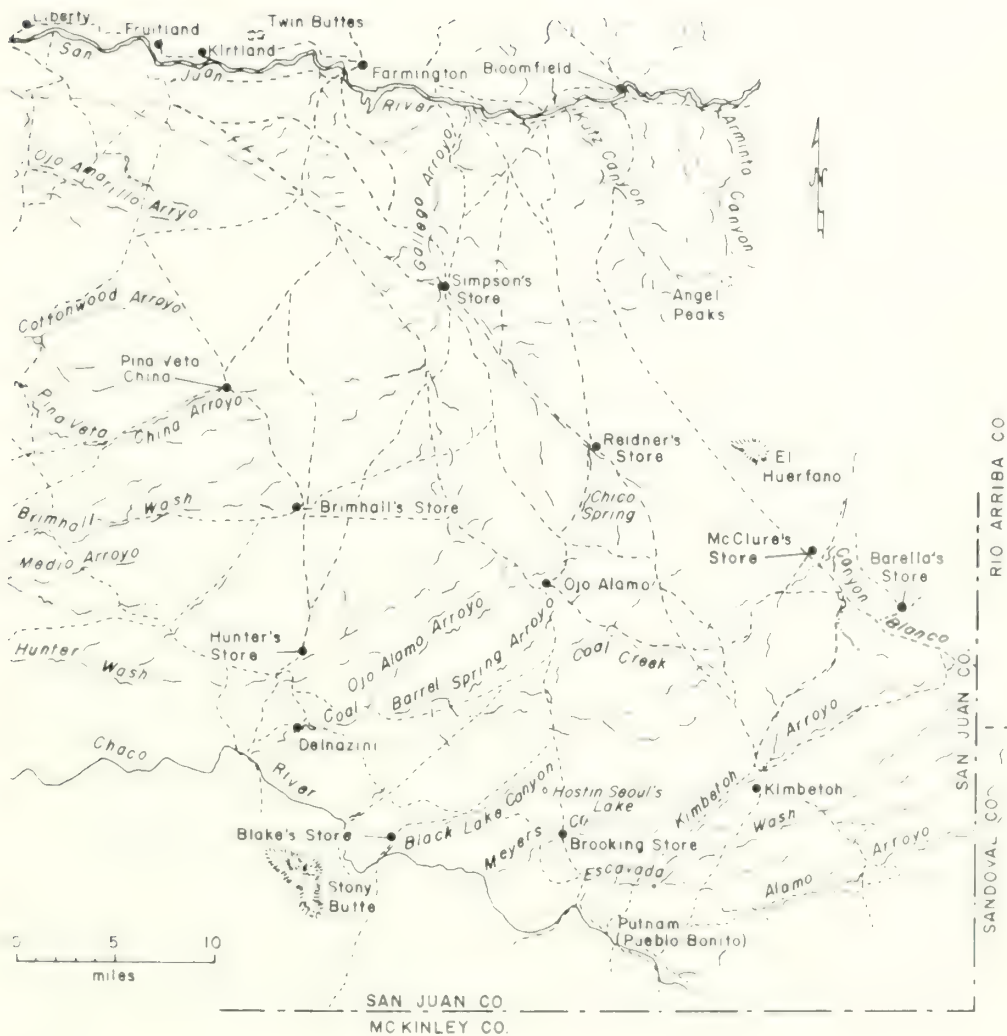 Liberty
Fruitland
Twin Buttes
Kirtland
San
Juan
Farmington
Bloomfield
River
N
Ojo Amarillo Arryo
Gallego Arroyo
Kutz Canyon
Arminta Canyon
Simpson's
Store
Angel
Peaks
Cottonwood Arroyo
Pina Veta
China
Pina Veta
China Arroyo
Reidner's
Store
El
Huerfano
RIO ARRIBA CO
Chico
Spring
Brimhall Wash
Brimhall's Store
McClure's
Store
Canyon
Blanco
Barella's
Store
Medio Arroyo
Ojo Alamo
Hunter's
Store
Hunter Wash
Ojo Alamo Arroyo
Coal Creek
Barrel Spring Arroyo
Coal
Delnazini
Chaco
River
Arroyo
SAN JUAN CO.
Black Lake Canyon
Hostin Seoul's
Lake
Kimbetoh
Kimbetoh
Wash
Blake's Store
Meyers
Cr.
Brooking Store
Arroyo
Escavada
Alamo
Stony
Butte
SANDOVAL CO
Putnam
(Pueblo Bonito)
0 5 10
miles
SAN JUAN CO.
MC KINLEY CO.